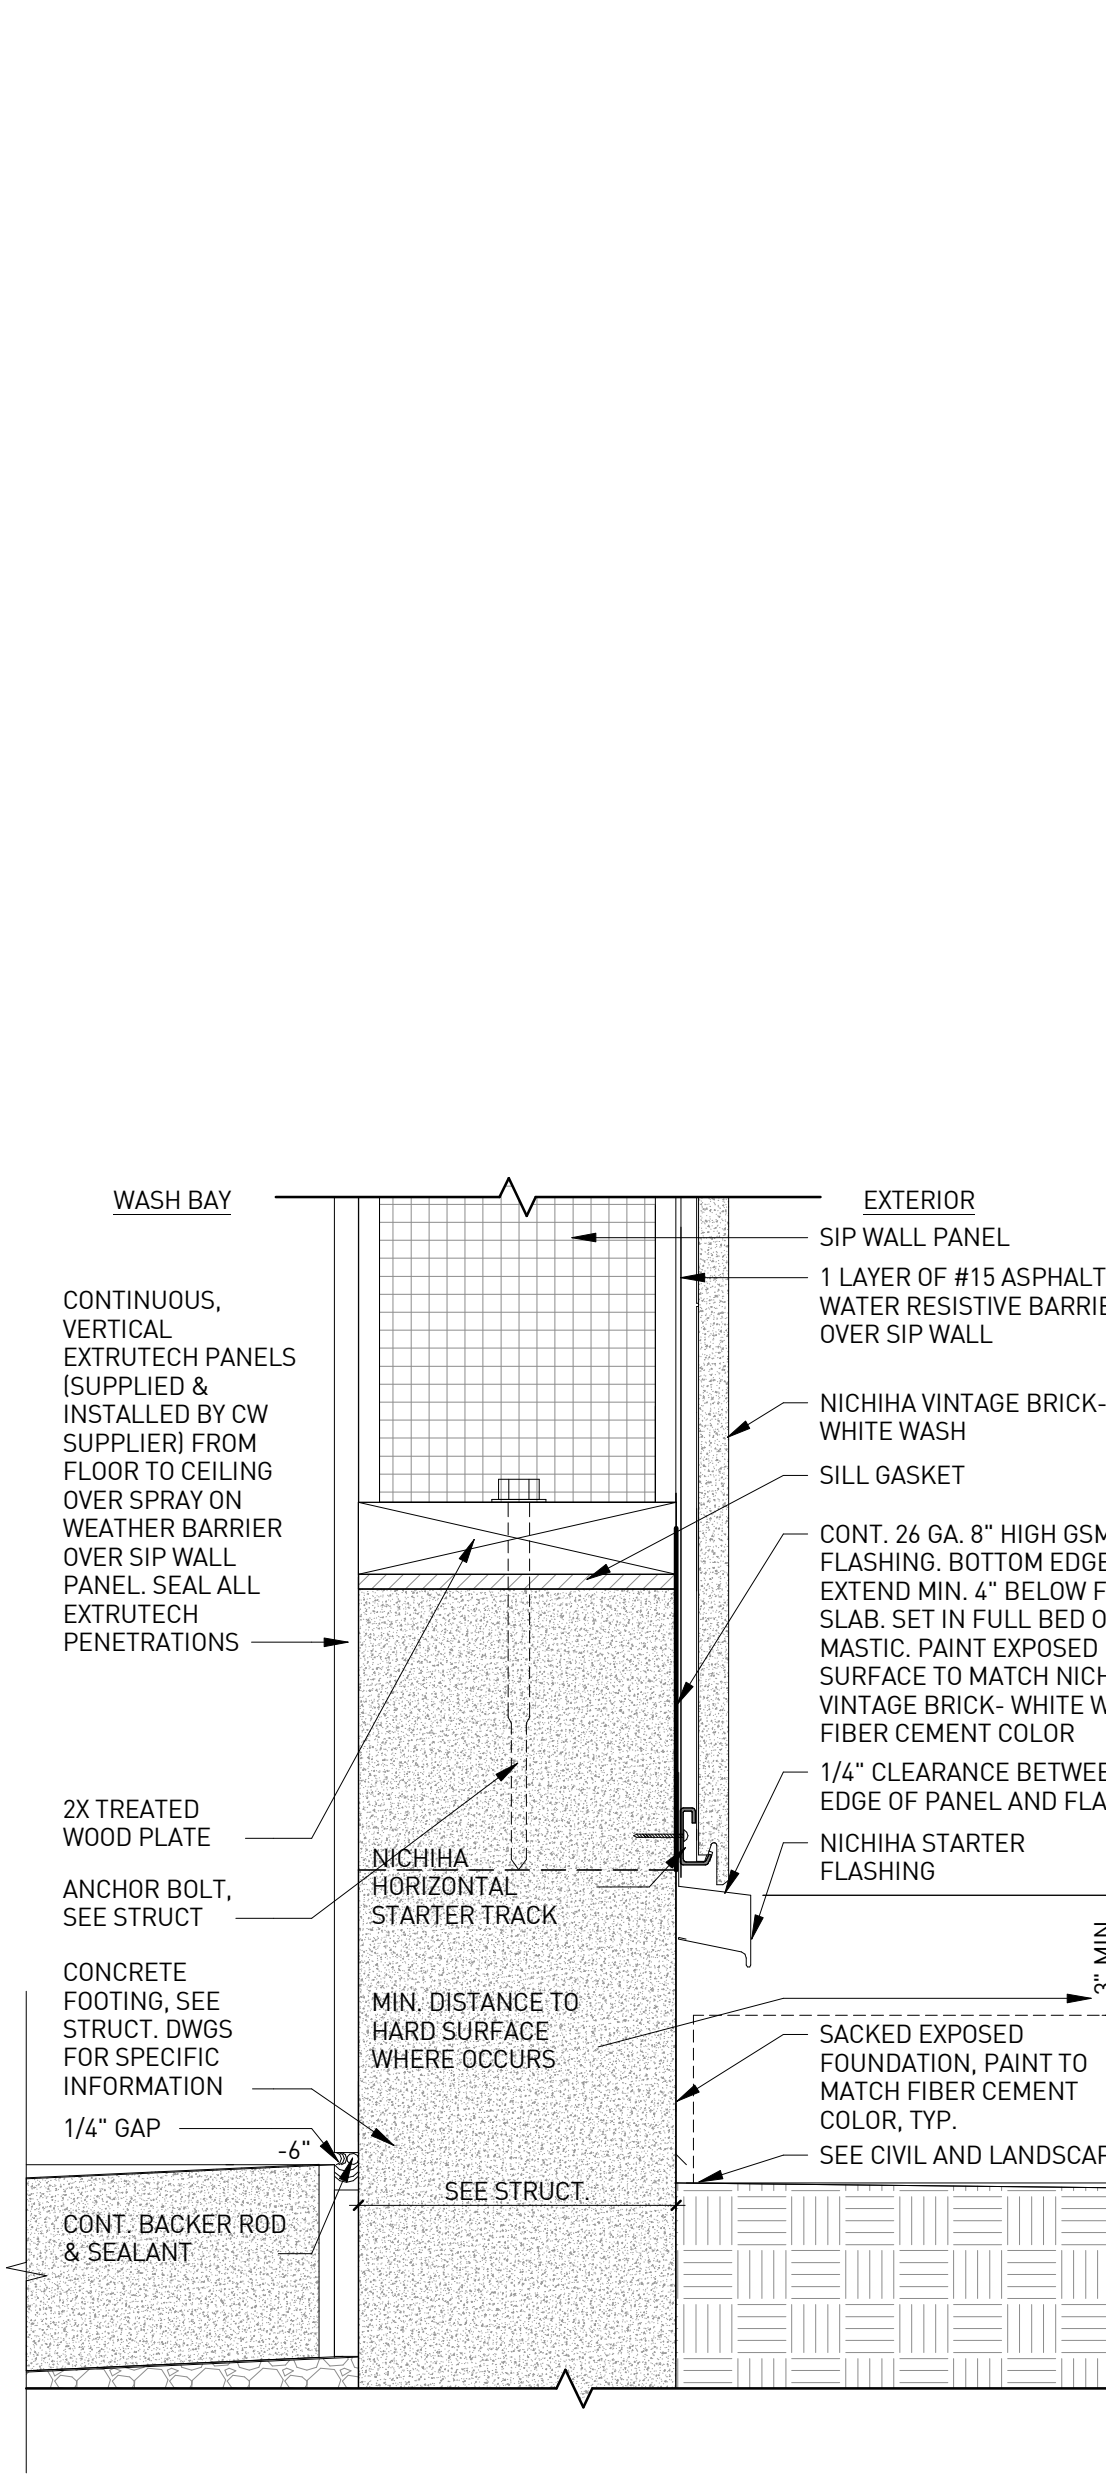 WASH BAY
EXTERIOR
SIP WALL PANEL
1 LAYER OF #15 ASPHALT
WATER RESISTIVE
OVER SIP WALL
NICHIHA VINTAGE BRICK-
WHITE WASH
SILL GASKET
CONT. 26 GA. 8" HIGH
FLASHING. BOTTOM EDGE
EXTEND MIN. 4" BELOW
SLAB. SET IN FULL BED
MASTIC. PAINT EXPOSED
SURFACE TO MATCH
VINTAGE BRICK- WHITE
FIBER CEMENT COLOR
1/4" CLEARANCE
EDGE OF PANEL AND
NICHIHA STARTER
FLASHING
CONTINUOUS,
VERTICAL
EXTRUTECH PANELS
(SUPPLIED &
INSTALLED BY CW
SUPPLIER) FROM
FLOOR TO CEILING
OVER SPRAY ON
WEATHER BARRIER
OVER SIP WALL
PANEL. SEAL ALL
EXTRUTECH
PENETRATIONS
2X TREATED
WOOD PLATE
ANCHOR BOLT,
SEE STRUCT
NICHIHA
HORIZONTAL
STARTER TRACK
CONCRETE
FOOTING, SEE
STRUCT. DWGS
FOR SPECIFIC
INFORMATION
MIN. DISTANCE TO
HARD SURFACE
WHERE OCCURS
3" MIN.
SACKED EXPOSED
FOUNDATION, PAINT TO
MATCH FIBER CEMENT
COLOR, TYP.
SEE CIVIL AND
1/4" GAP
-6"
SEE STRUCT.
CONT. BACKER ROD
& SEALANT